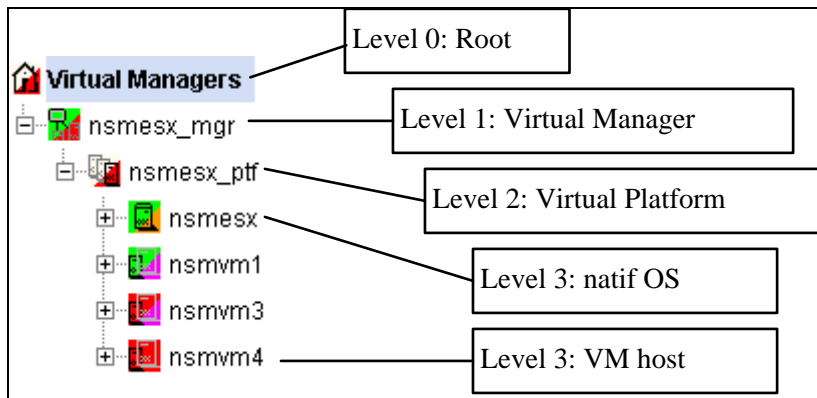 Level 0: Root
Virtual Managers
nsmesx_mgr
Level 1: Virtual Manager
nsmesx_ptf
Level 2: Virtual Platform
nsmesx
nsmvm1
Level 3: natif OS
nsmvm3
nsmvm4
Level 3: VM host